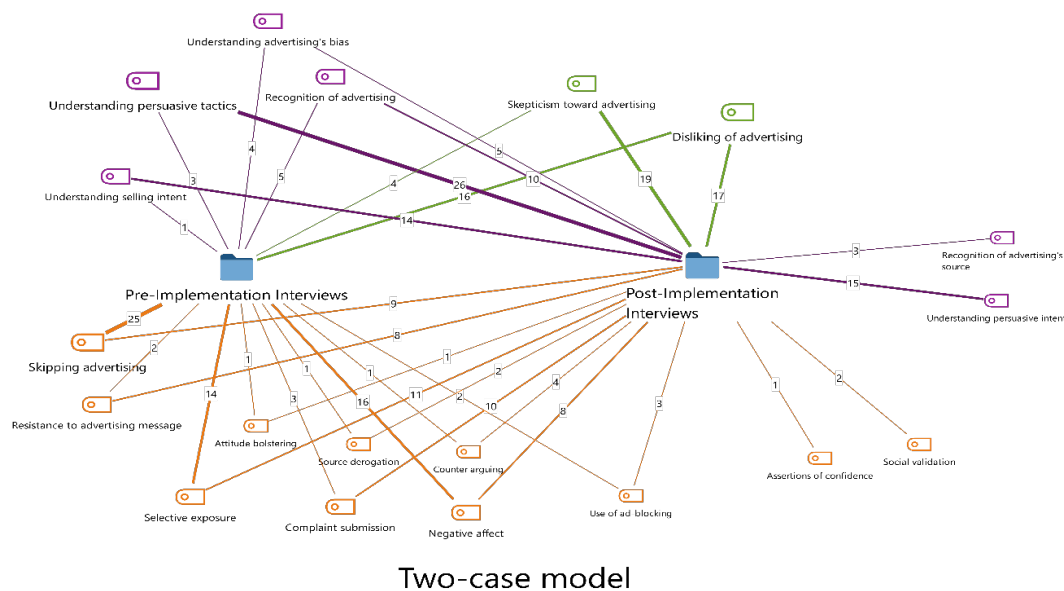 Understanding advertising's bias
Understanding persuasive tactics
Recognition of advertising
Skepticism toward advertising
Disliking of advertising
5
4
3
5
4
26
16
10
19
17
Understanding selling intent
14
1
Recognition of advertising's
source
3
15
Understanding persuasive intent
Pre-Implementation Interviews
Post-Implementation
Interviews
9
25
8
2
Skipping advertising
1
1
1
2
Resistance to advertising message
14
3
16
11
2
10
4
8
3
1
2
Attitude bolstering
Source derogation
Counter arguing
Use of ad-blocking
Assertions of confidence
Social validation
Selective exposure
Complaint submission
Negative affect
Two-case model